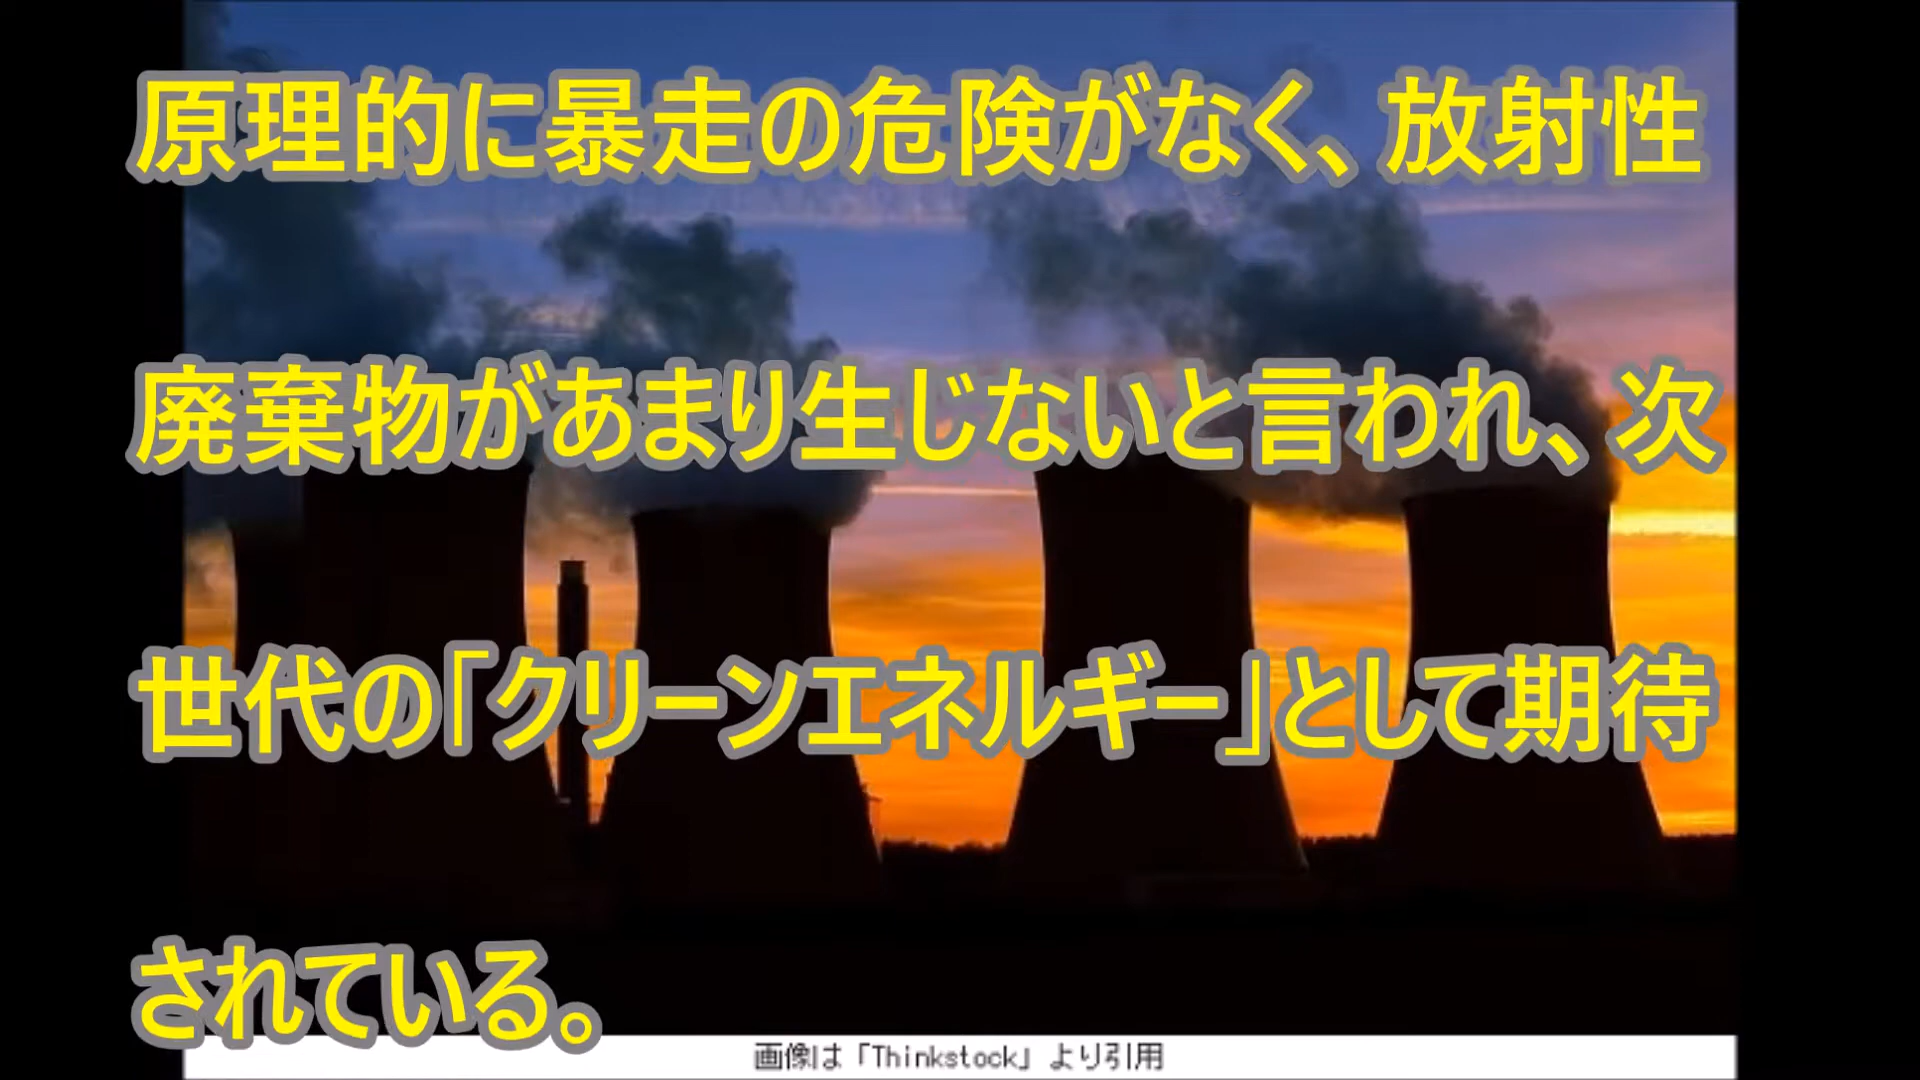 原理的に暴走の危険がなく、放射性
廃棄物があまり生じないと言われ、次
世代の「クリーンエネルギー」として期待
されている。
画像は「Thinkstock」より引用